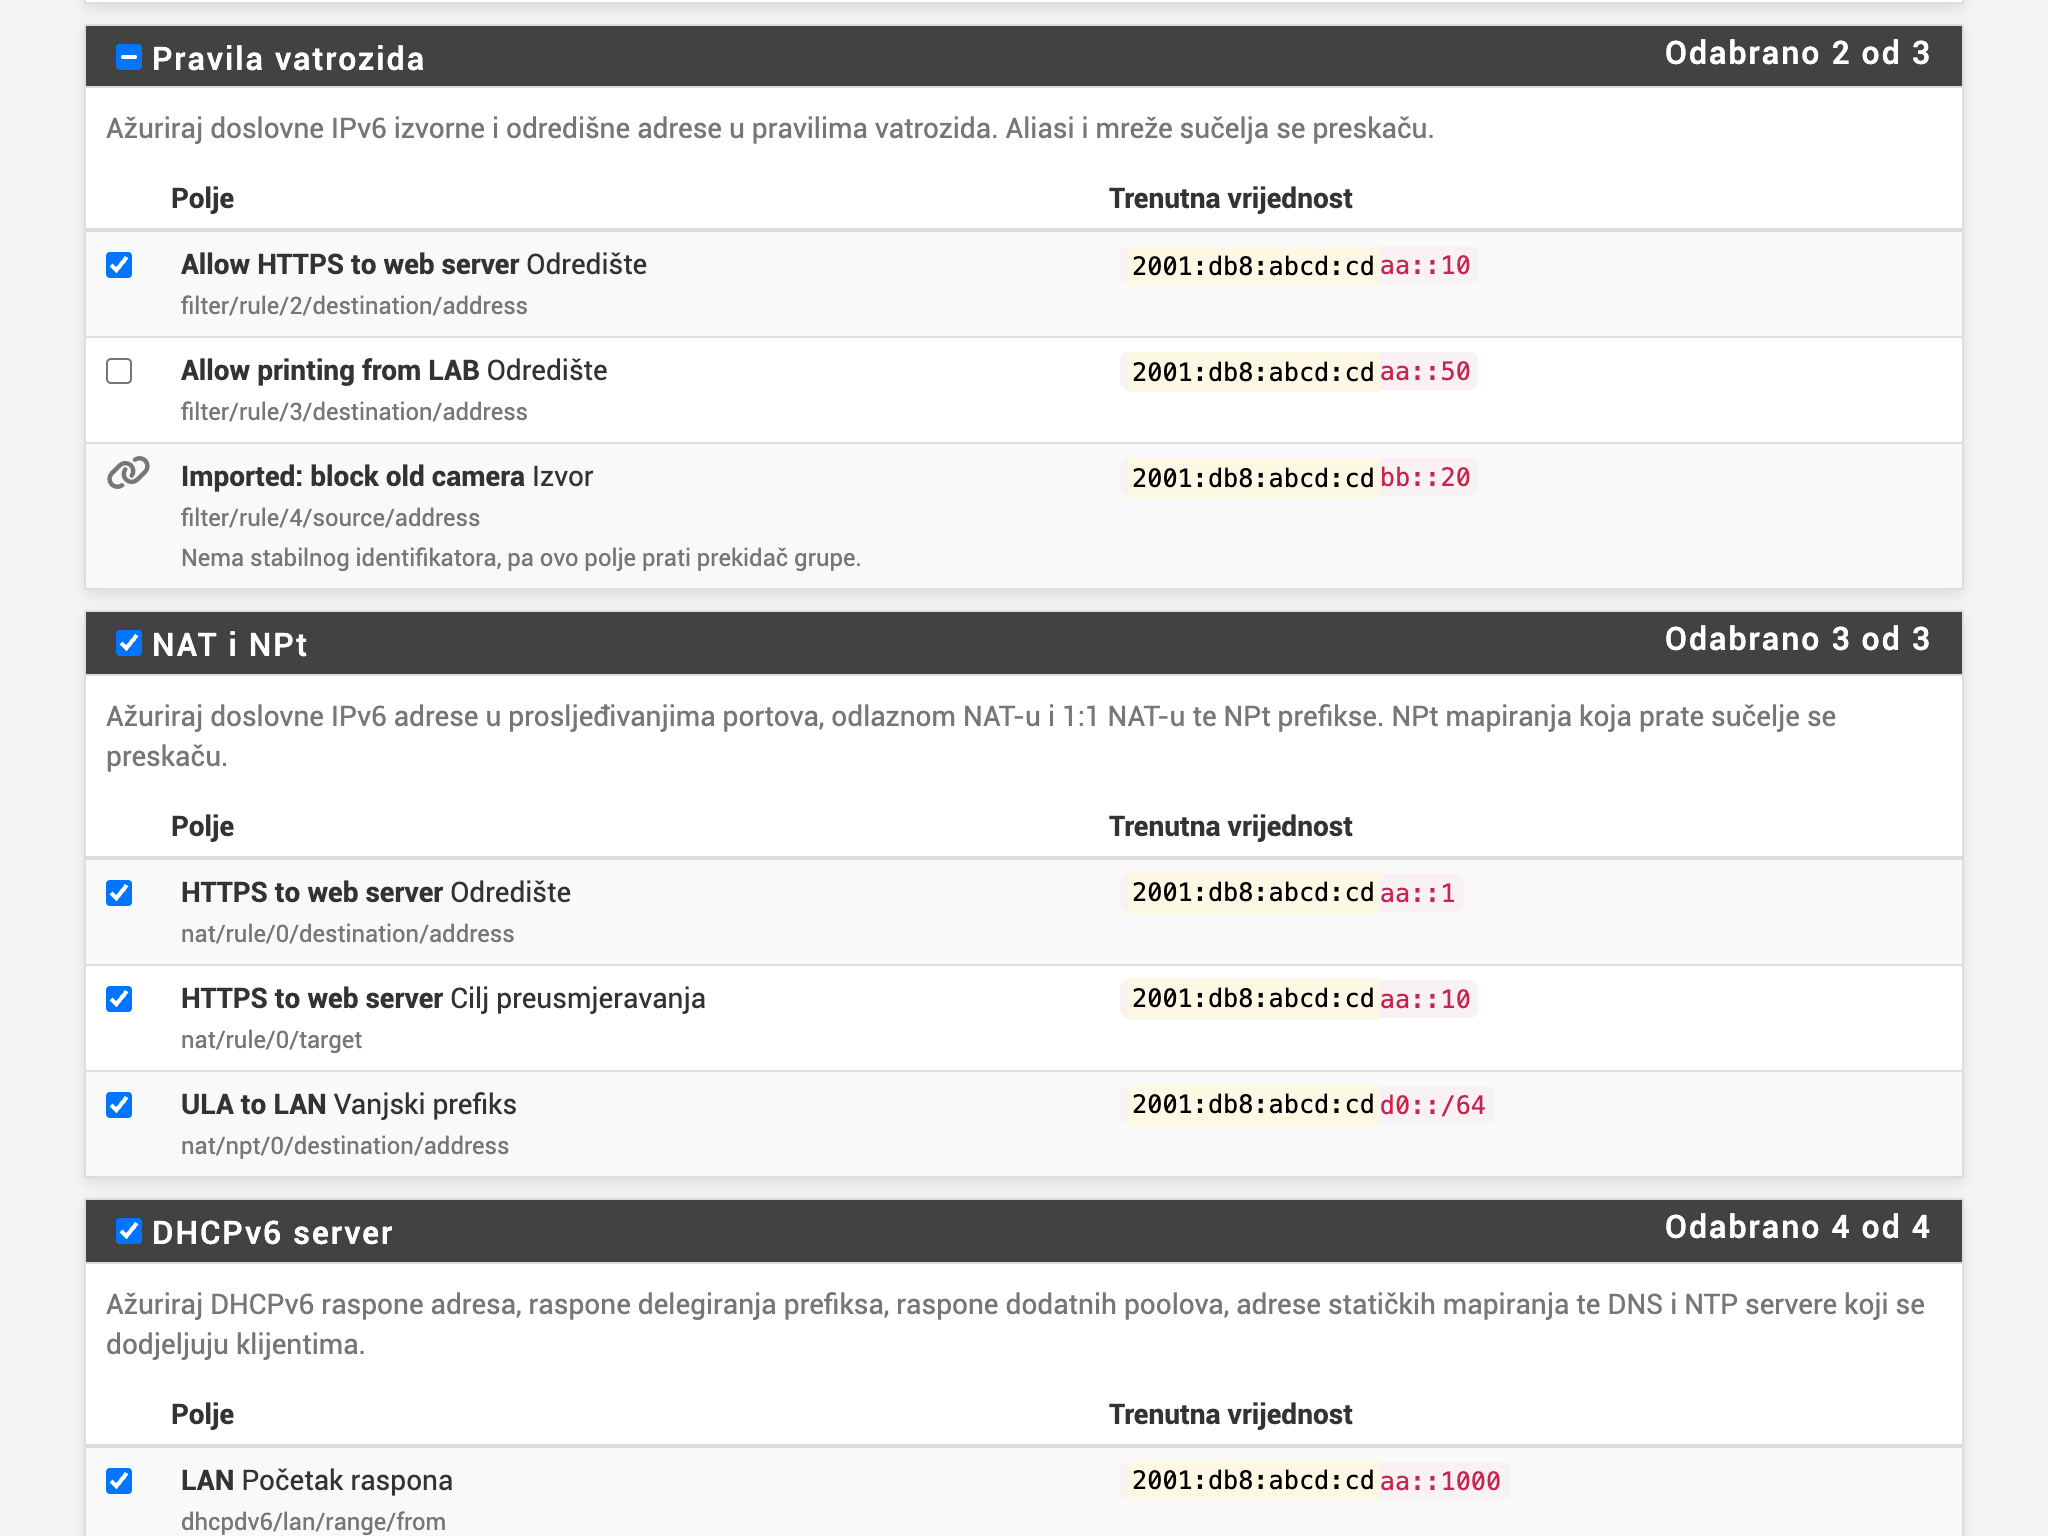 Pravila vatrozida
Odabrano 2 od 3
Ažuriraj doslovne IPv6 izvorne i odredišne adrese u pravilima vatrozida. Aliasi i mreže sučelja se preskaču.
Polje
Trenutna vrijednost
Allow HTTPS to web server Odredište
2001:db8:abcd:cdaa::10
filter/rule/2/destination/address
Allow printing from LAB Odredište
2001:db8:abcd:cdaa::50
filter/rule/3/destination/address
Imported: block old camera Izvor
2001:db8:abcd:cdbb::20
filter/rule/4/source/address
Nema stabilnog identifikatora, pa ovo polje prati prekidač grupe.
NAT i NPt
Odabrano 3 od 3
Ažuriraj doslovne IPv6 adrese u prosljeđivanjima portova, odlaznom NAT-u i 1:1 NAT-u te NPt prefikse. NPt mapiranja koja prate sučelje se
preskaču.
Polje
Trenutna vrijednost
HTTPS to web server Odredište
2001:db8:abcd:cdaa::1
nat/rule/0/destination/address
HTTPS to web server Cilj preusmjeravanja
2001:db8:abcd:cdaa::10
nat/rule/0/target
ULA to LAN Vanjski prefiks
2001:db8:abcd:cdd0::/64
nat/npt/0/destination/address
DHCPv6 server
Odabrano 4 od 4
Ažuriraj DHCPv6 raspone adresa, raspone delegiranja prefiksa, raspone dodatnih poolova, adrese statičkih mapiranja te DNS i NTP servere koji se
dodjeljuju klijentima.
Polje
Trenutna vrijednost
LAN Početak raspona
2001:db8:abcd:cdaa::1000
dhcpdv6/lan/range/from